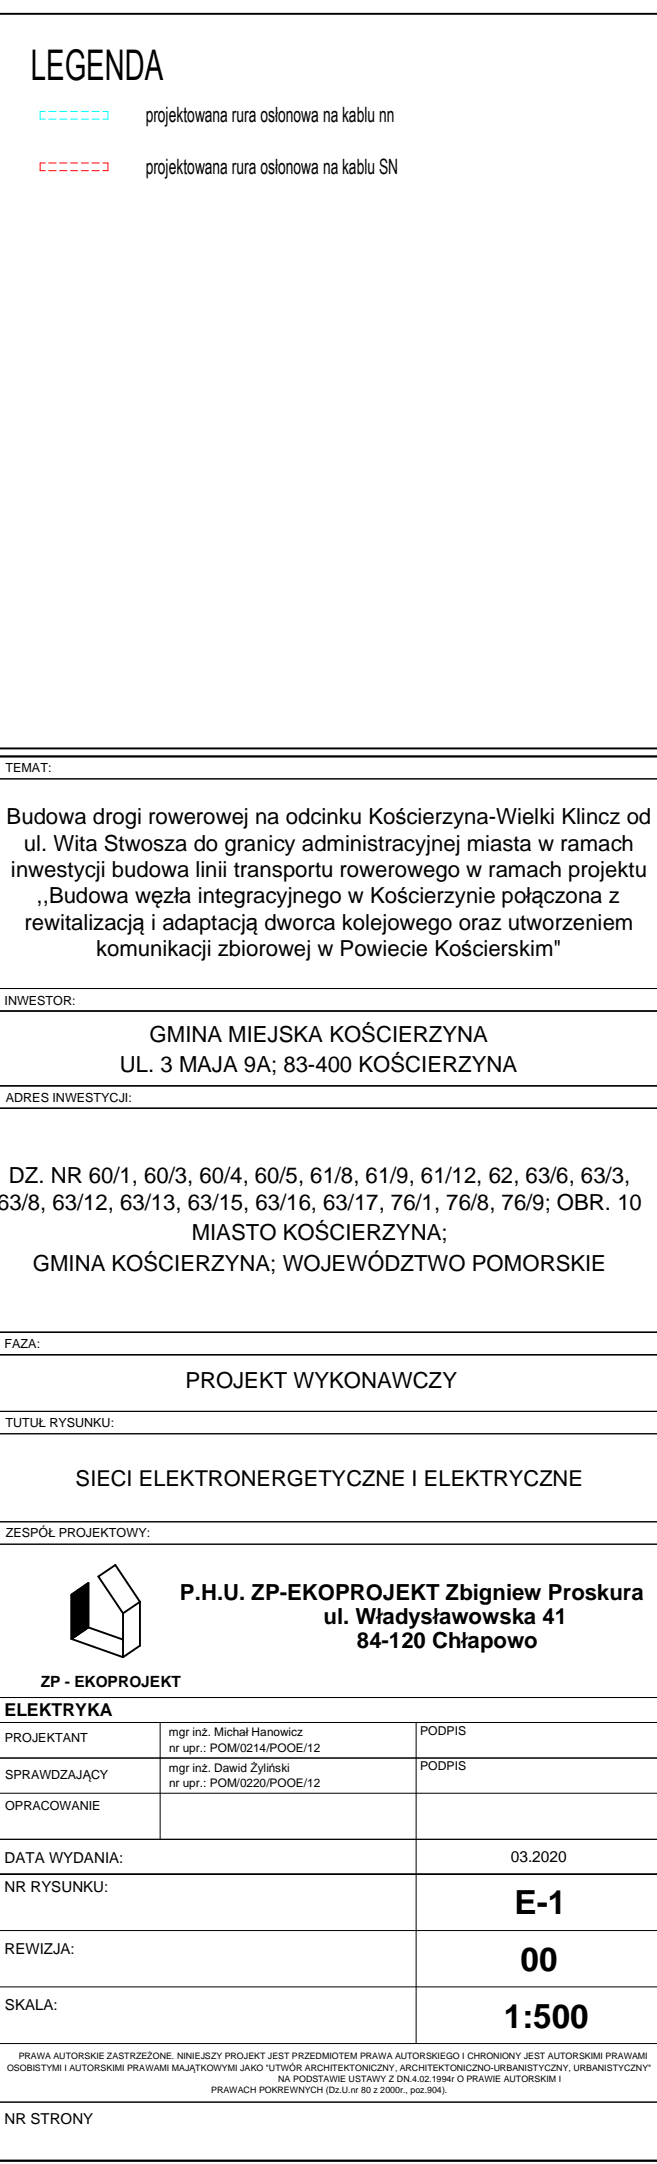 LEGENDA
projektowana rura osłonowa na kablu nn
projektowana rura osłonowa na kablu SN
TEMAT:
Budowa drogi rowerowej na odcinku Kościerzyna-Wielki Klincz od
ul. Wita Stwosza do granicy administracyjnej miasta w ramach
inwestycji budowa linii transportu rowerowego w ramach projektu
,,Budowa węzła integracyjnego w Kościerzynie połączona z
rewitalizacją i adaptacją dworca kolejowego oraz utworzeniem
komunikacji zbiorowej w Powiecie Kościerskim"
INWESTOR:
GMINA MIEJSKA KOŚCIERZYNA
UL. 3 MAJA 9A; 83-400 KOŚCIERZYNA
ADRES INWESTYCJI:
DZ. NR 60/1, 60/3, 60/4, 60/5, 61/8, 61/9, 61/12, 62, 63/6, 63/3,
63/8, 63/12, 63/13, 63/15, 63/16, 63/17, 76/1, 76/8, 76/9; OBR. 10
MIASTO KOŚCIERZYNA;
GMINA KOŚCIERZYNA; WOJEWÓDZTWO POMORSKIE
FAZA:
PROJEKT WYKONAWCZY
TUTUŁ RYSUNKU:
SIECI ELEKTRONERGETYCZNE I ELEKTRYCZNE
ZESPÓŁ PROJEKTOWY:
P.H.U. ZP-EKOPROJEKT Zbigniew Proskura
ul. Władysławowska 41
84-120 Chłapowo
ZP - EKOPROJEKT
ELEKTRYKA
PROJEKTANT
mgr inż. Michał Hanowicz
nr upr.: POM/0214/POOE/12
PODPIS
SPRAWDZAJĄCY
mgr inż. Dawid Żyliński
nr upr.: POM/0220/POOE/12
PODPIS
OPRACOWANIE
DATA WYDANIA:
03.2020
NR RYSUNKU:
E-1
REWIZJA:
00
SKALA:
1:500
PRAWA AUTORSKIE ZASTRZEŻONE. NINIEJSZY PROJEKT JEST PRZEDMIOTEM PRAWA AUTORSKIEGO I CHRONIONY JEST AUTORSKIMI PRAWAMI
OSOBISTYMI I AUTORSKIMI PRAWAMI MAJĄTKOWYMI JAKO "UTWÓR ARCHITEKTONICZNY, ARCHITEKTONICZNO-URBANISTYCZNY, URBANISTYCZNY"
NA PODSTAWIE USTAWY Z DN.4.02.1994r O PRAWIE AUTORSKIM I
PRAWACH POKREWNYCH (Dz.U.nr 80 z 2000r., poz.904).
NR STRONY